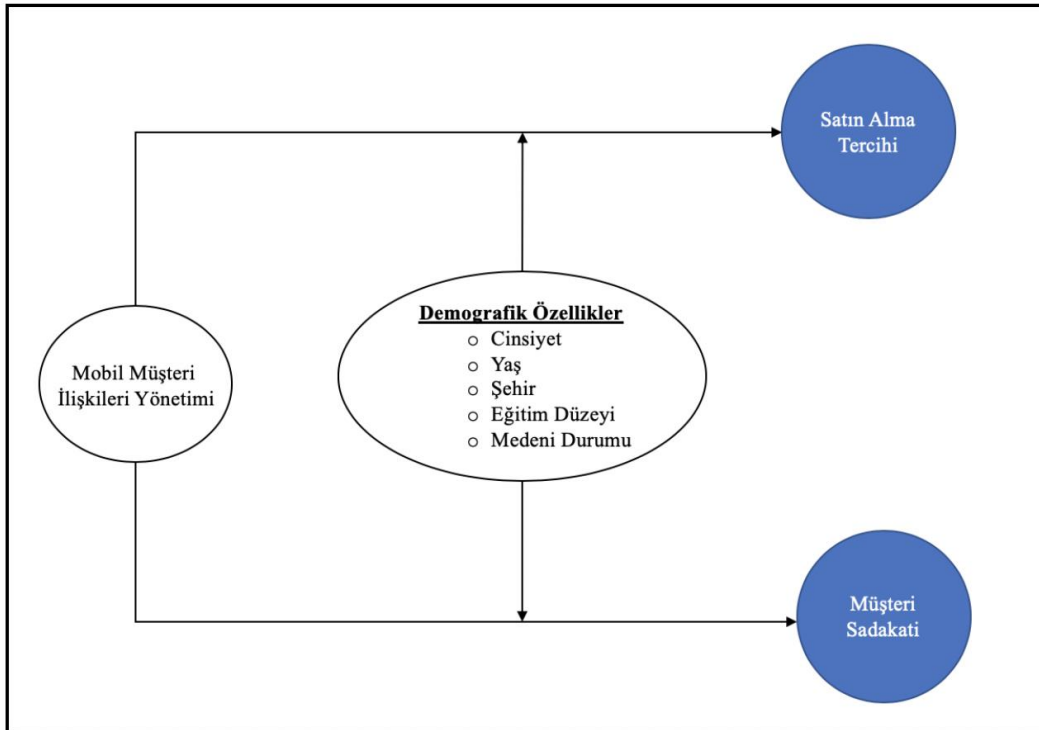 Satın Alma
Tercihi
Demografik Özellikler
Cinsiyet
Yaş
Şehir
Eğitim Düzeyi
Medeni Durumu
Mobil Müşteri
İlişkileri Yönetimi
Müşteri
Sadakati